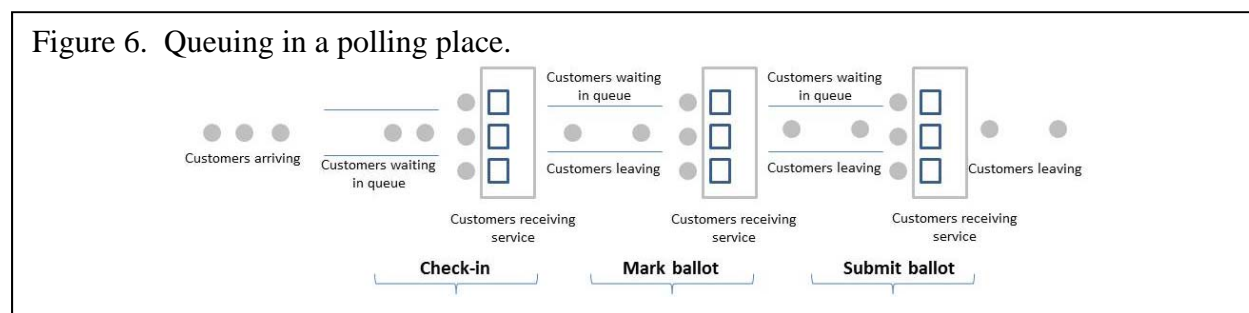 Figure 6. Queuing in a polling place.
Customers waiting
in queue
Customers waiting
in queue
Customers arriving
Customers waiting
in queue
Customers leaving
Customers leaving
Customers leaving
Customers receiving
service
Customers receiving
service
Customers receiving
service
Check-in
Mark ballot
Submit ballot